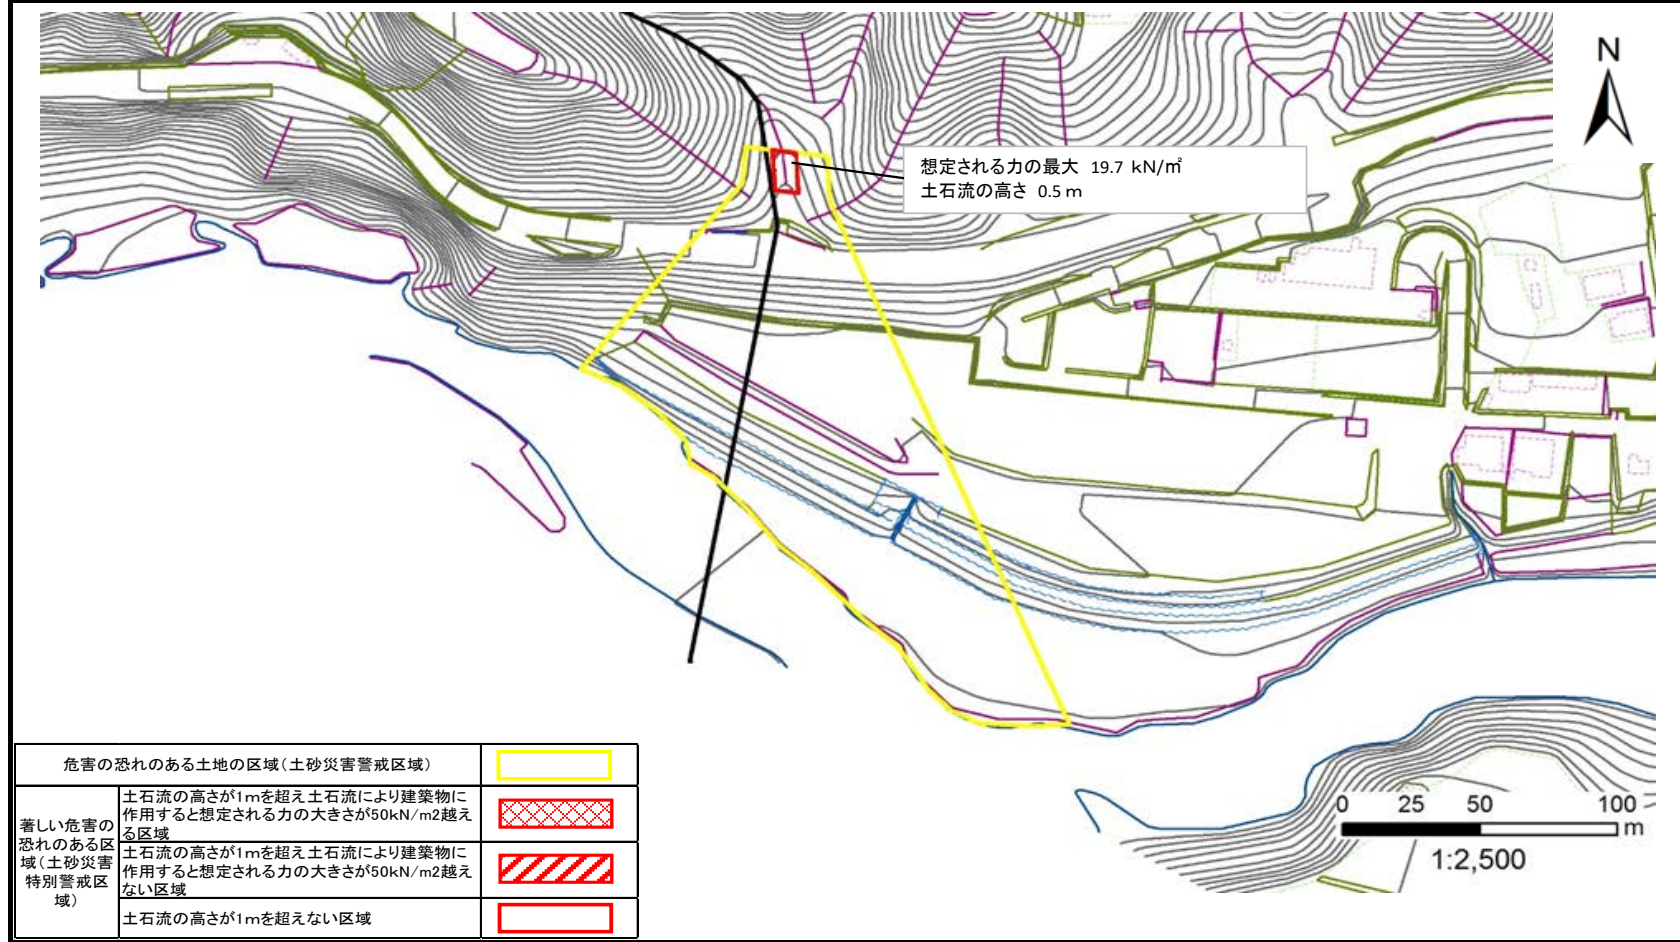 N
想定される力の最大 19.7 kN/㎡
土石流の高さ 0.5 m
危害の恐れのある土地の区域(土砂災害警戒区域)
著しい危害の
恐れのある区
域(土砂災害
特別警戒区
域)
土石流の高さが1mを超え土石流により建築物に
作用すると想定される力の大きさが50kN/m2越え
る区域
土石流の高さが1mを超え土石流により建築物に
作用すると想定される力の大きさが50kN/m2越え
ない区域
土石流の高さが1mを超えない区域
0 25 50 100
m
1:2,500